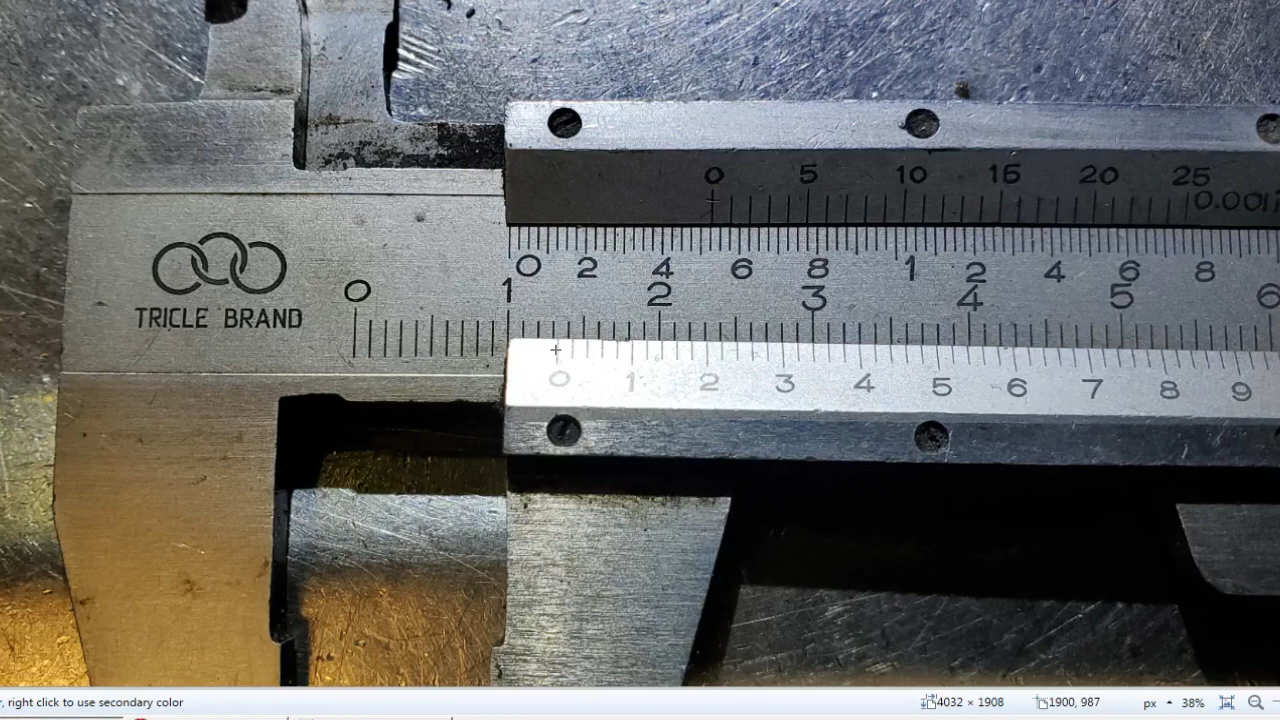 0 5 10 15 20 25
0.001
0 2 4 6 8 1 2 4 6 8
0 1 2 3 4 5 6
TRICLE BRAND
0 1 2 3 4 5 6 7 8 9
, right click to use secondary color
4032 × 1908
1900, 987
px
38%